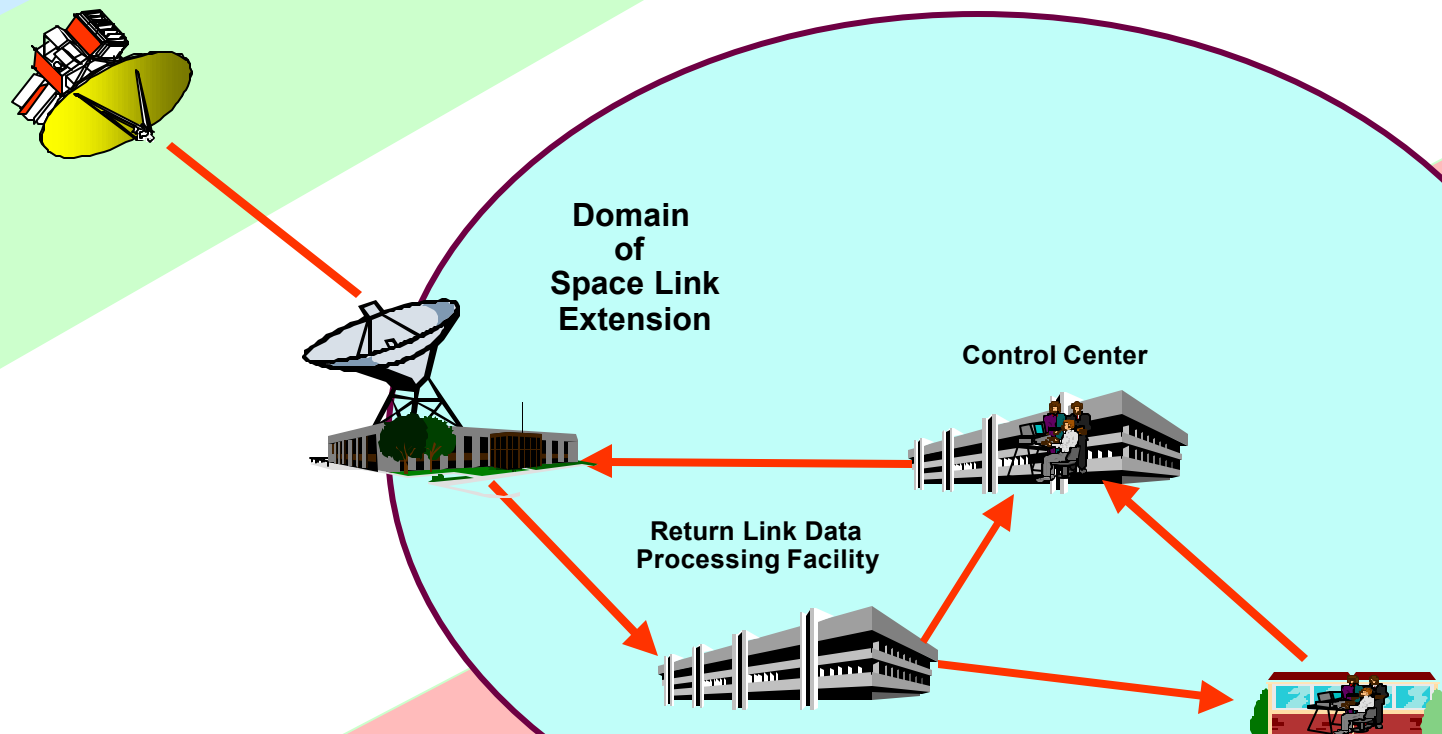 Domain
of
Space Link
Extension
Control Center
Return Link Data
Processing Facility